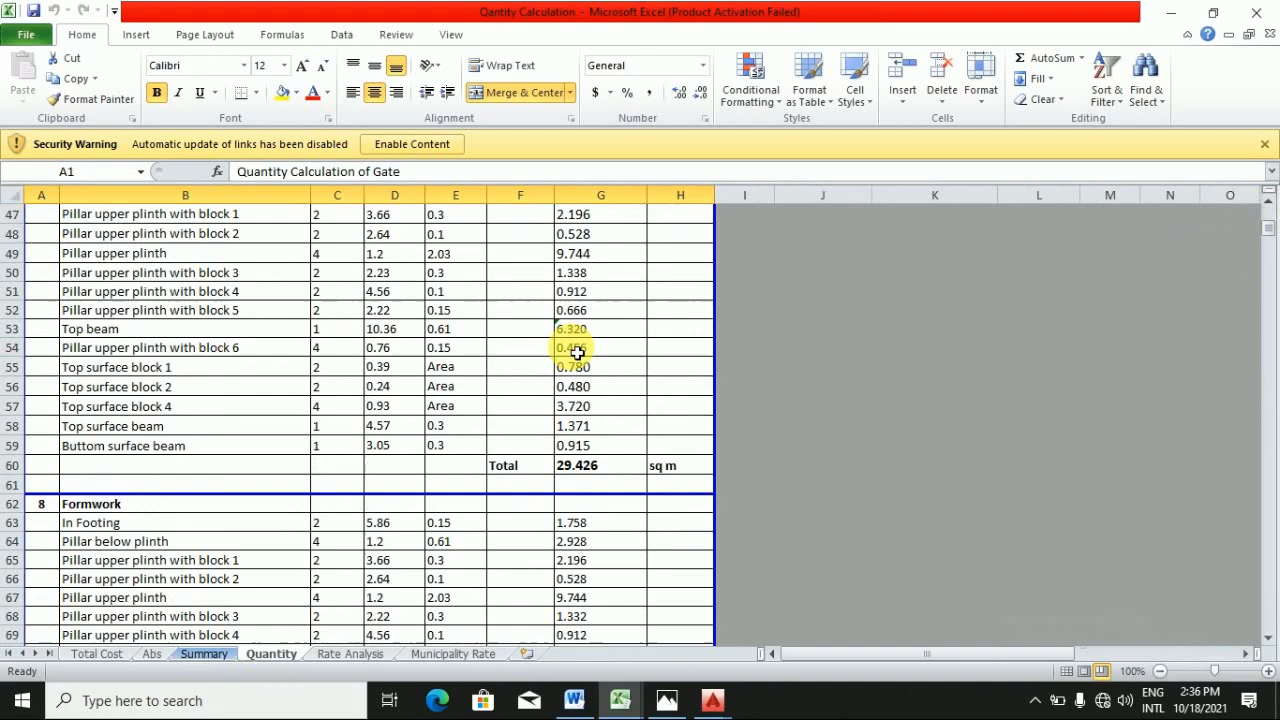 Qantity Calculation - Microsoft Excel (Product Activation Failed)
File Home Insert Page Layout Formulas Data Review View
Paste Cut Copy Format Painter Clipboard
Calibri 12 B I U Font
Wrap Text Merge & Center Alignment
General $ % , Number
Conditional Formatting Format as Table Cell Styles Styles
Insert Delete Format Cells
AutoSum Fill Clear Sort & Filter Find & Select Editing
Security Warning Automatic update of links has been disabled Enable Content
A1 fx Quantity Calculation of Gate
A B C D E F G H I J K L M N O
47 Pillar upper plinth with block 1 2 3.66 0.3 2.196
48 Pillar upper plinth with block 2 2 2.64 0.1 0.528
49 Pillar upper plinth 4 1.2 2.03 9.744
50 Pillar upper plinth with block 3 2 2.23 0.3 1.338
51 Pillar upper plinth with block 4 2 4.56 0.1 0.912
52 Pillar upper plinth with block 5 2 2.22 0.15 0.666
53 Top beam 1 10.36 0.61 6.320
54 Pillar upper plinth with block 6 4 0.76 0.15 0.456
55 Top surface block 1 2 0.39 Area 0.780
56 Top surface block 2 2 0.24 Area 0.480
57 Top surface block 4 4 0.93 Area 3.720
58 Top surface beam 1 4.57 0.3 1.371
59 Buttom surface beam 1 3.05 0.3 0.915
60 Total 29.426 sq m
61
62 8 Formwork
63 In Footing 2 5.86 0.15 1.758
64 Pillar below plinth 4 1.2 0.61 2.928
65 Pillar upper plinth with block 1 2 3.66 0.3 2.196
66 Pillar upper plinth with block 2 2 2.64 0.1 0.528
67 Pillar upper plinth 4 1.2 2.03 9.744
68 Pillar upper plinth with block 3 2 2.22 0.3 1.332
69 Pillar upper plinth with block 4 2 4.56 0.1 0.912
Total Cost Abs Summary Quantity Rate Analysis Municipality Rate
Ready 100%
Type here to search ENG INTL 2:36 PM 10/18/2021